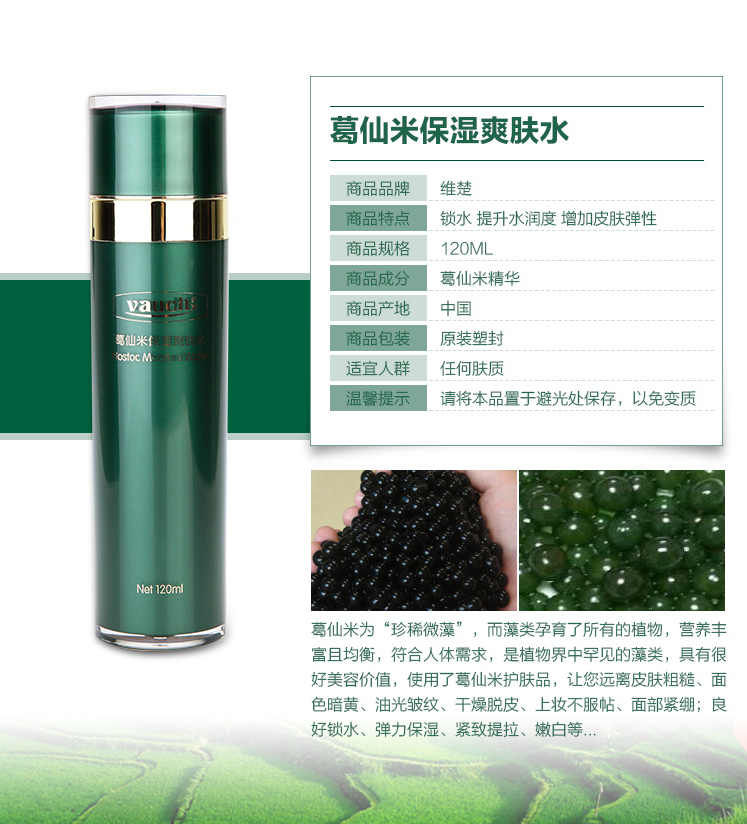 葛仙米保湿爽肤水
商品品牌 维楚
商品特点 锁水 提升水润度 增加皮肤弹性
商品规格 120ML
商品成分 葛仙米精华
商品产地 中国
商品包装 原装塑封
适宜人群 任何肤质
温馨提示 请将本品置于避光处保存，以免变质
葛仙米保湿
Net 120ml
葛仙米为“珍稀微藻”，而藻类孕育了所有的植物，营养丰
富且均衡，符合人体需求，是植物界中罕见的藻类，具有很
好美容价值，使用了葛仙米护肤品，让您远离皮肤粗糙、面
色暗黄、油光皱纹、干燥脱皮、上妆不服帖、面部紧绷；良
好锁水、弹力保湿、紧致提拉、嫩白等...